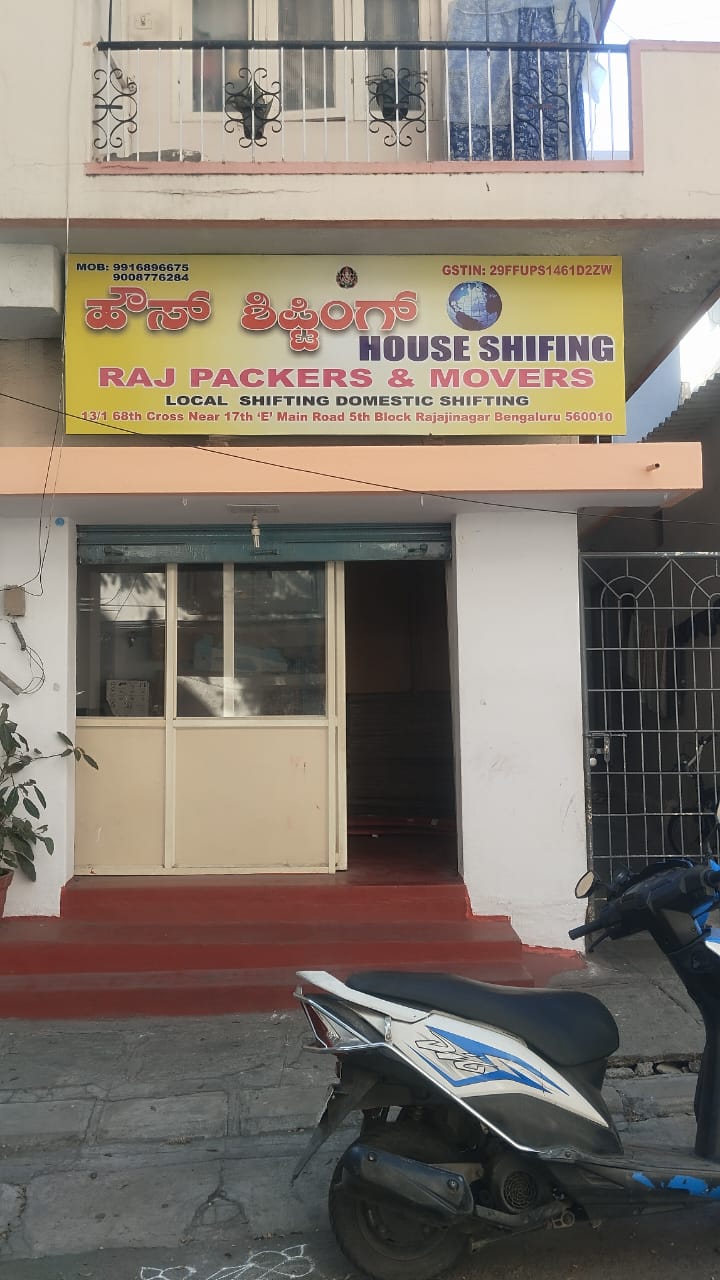 MOB: 9916896675
9008776284
GSTIN: 29FFUPS1461D2ZW
ಹೌಸ್ ಶಿಫ್ಟಿಂಗ್
HOUSE SHIFING
RAJ PACKERS & MOVERS
LOCAL SHIFTING DOMESTIC SHIFTING
13/1 68th Cross Near 17th 'E' Main Road 5th Block Rajajinagar Bengaluru 560010